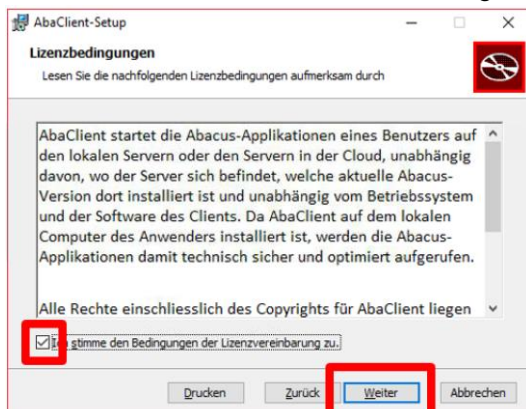 AbaClient-Setup
Lizenzbedingungen
Lesen Sie die nachfolgenden Lizenzbedingungen aufmerksam durch
AbaClient startet die Abacus-Applikationen eines Benutzers auf
den lokalen Servern oder den Servern in der Cloud, unabhängig
davon, wo der Server sich befindet, welche aktuelle Abacus-
Version dort installiert ist und unabhängig vom Betriebssystem
und der Software des Clients. Da AbaClient auf dem lokalen
Computer des Anwenders installiert ist, werden die Abacus-
Applikationen damit technisch sicher und optimiert aufgerufen.
Alle Rechte einschliesslich des Copyrights für AbaClient liegen
Ich stimme den Bedingungen der Lizenzvereinbarung zu.
Drucken Zurück Weiter Abbrechen